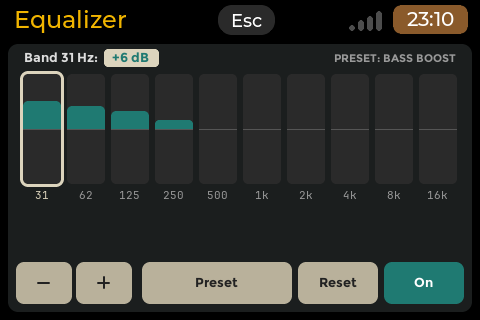 Equalizer Esc 23:10
Band 31 Hz: +6 dB PRESET: BASS BOOST
31 62 125 250 500 1k 2k 4k 8k 16k
− + Preset Reset On